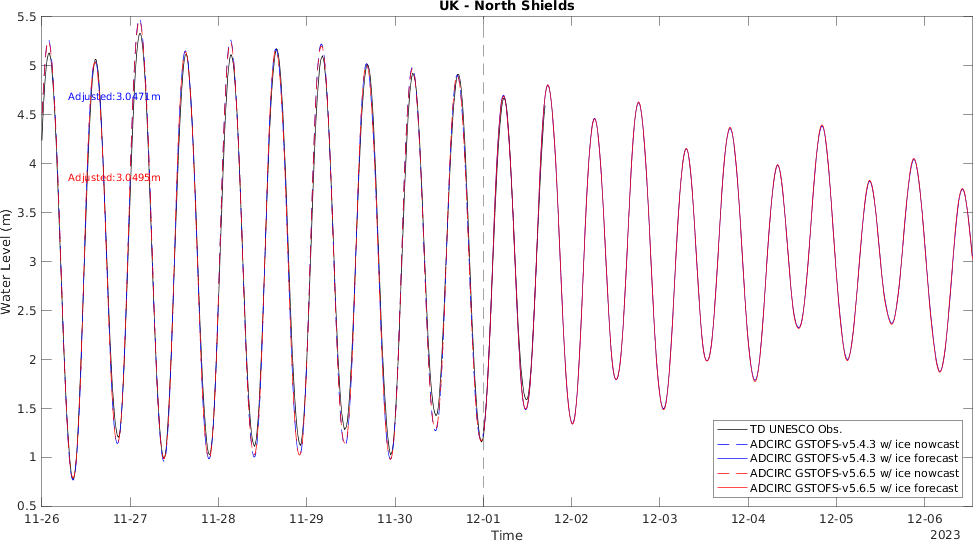 UK - North Shields
5.5
5
4.5
4
3.5
3
2.5
2
1.5
1
0.5
Water Level (m)
Adjusted:3.0471m
Adjusted:3.0495m
TD UNESCO Obs.
ADCIRC GSTOFS-v5.4.3 w/ ice nowcast
ADCIRC GSTOFS-v5.4.3 w/ ice forecast
ADCIRC GSTOFS-v5.6.5 w/ ice nowcast
ADCIRC GSTOFS-v5.6.5 w/ ice forecast
11-26 11-27 11-28 11-29 11-30 12-01 12-02 12-03 12-04 12-05 12-06
Time
2023